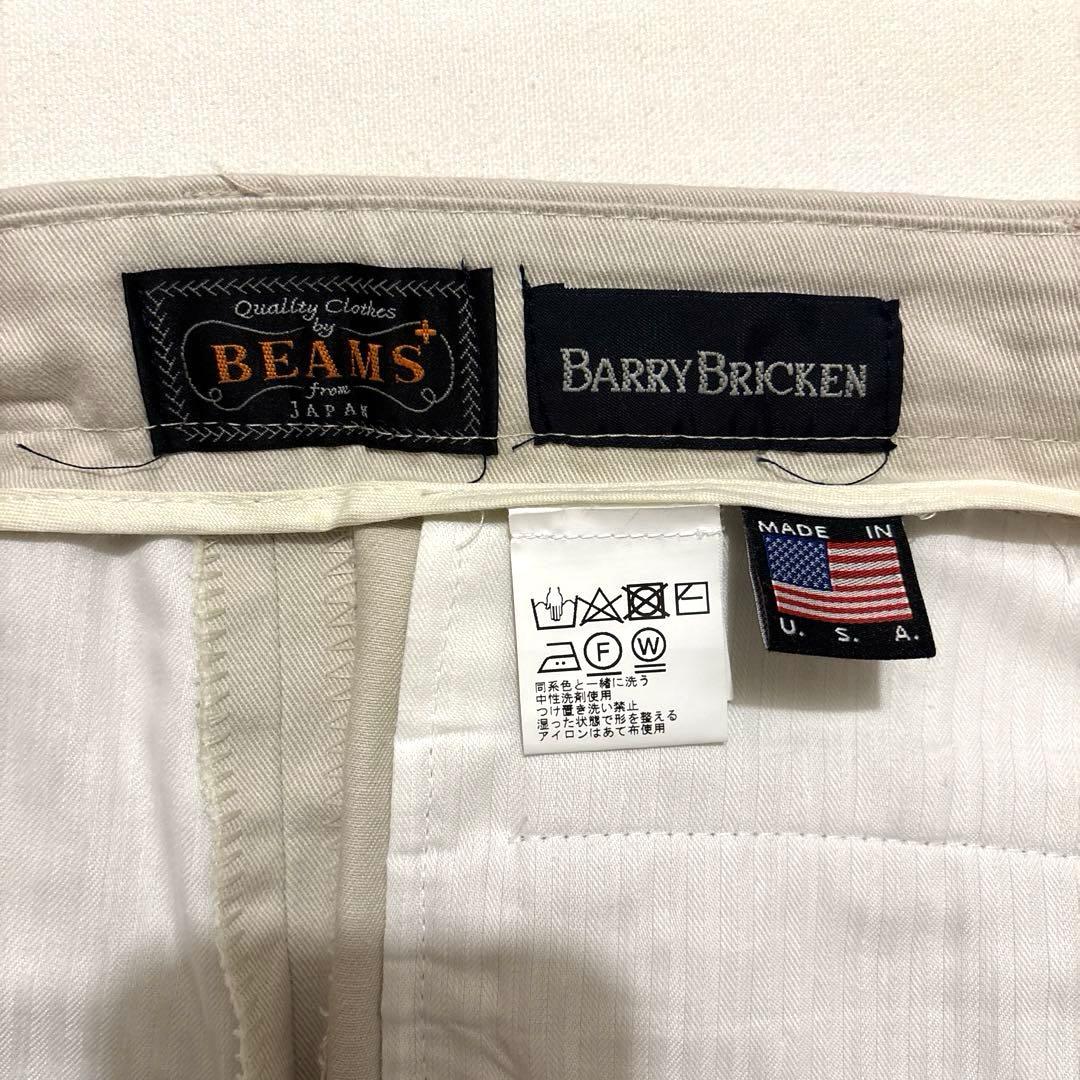 Quality Clothes
by
BEAMS+
from
JAPAN
BARRY BRICKEN
MADE IN
U. S. A.
F
W
同系色と一緒に洗う
中性洗剤使用
つけ置き洗い禁止
湿った状態で形を整える
アイロンはあて布使用